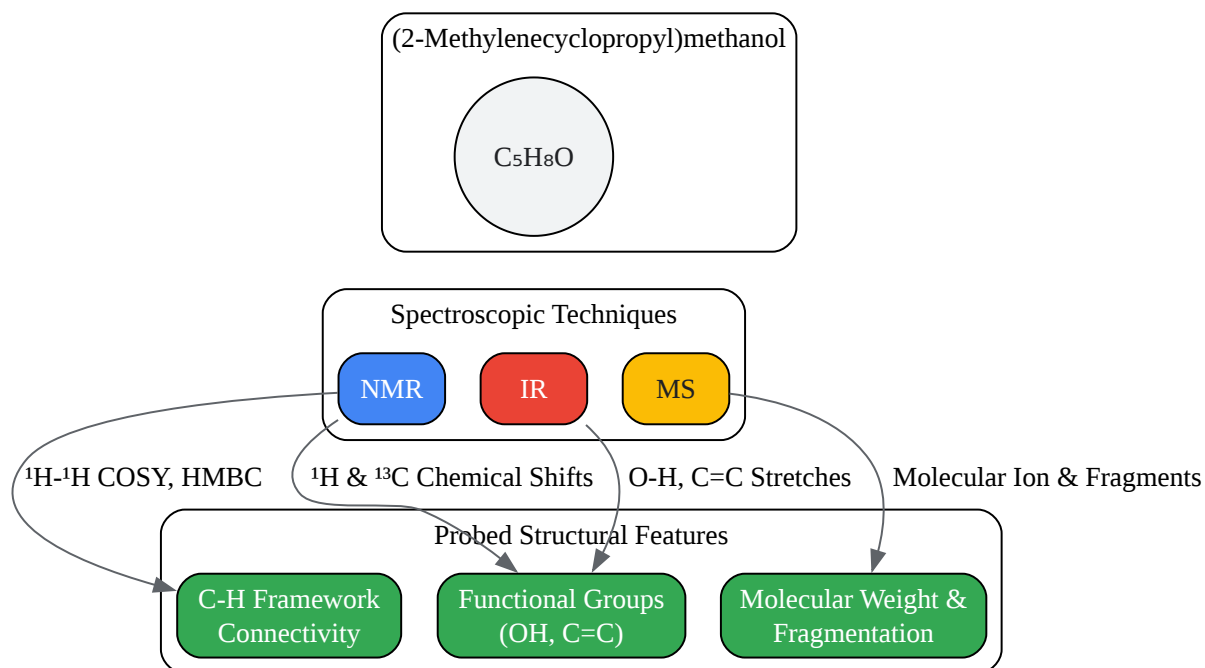 (2-Methylenecyclopropyl)methanol
C₅H₈O
Spectroscopic Techniques
NMR
IR
MS
¹H-¹H COSY, HMBC
¹H & ¹³C Chemical Shifts
O-H, C=C Stretches
Molecular Ion & Fragments
Probed Structural Features
C-H Framework
Connectivity
Functional Groups
(OH, C=C)
Molecular Weight &
Fragmentation